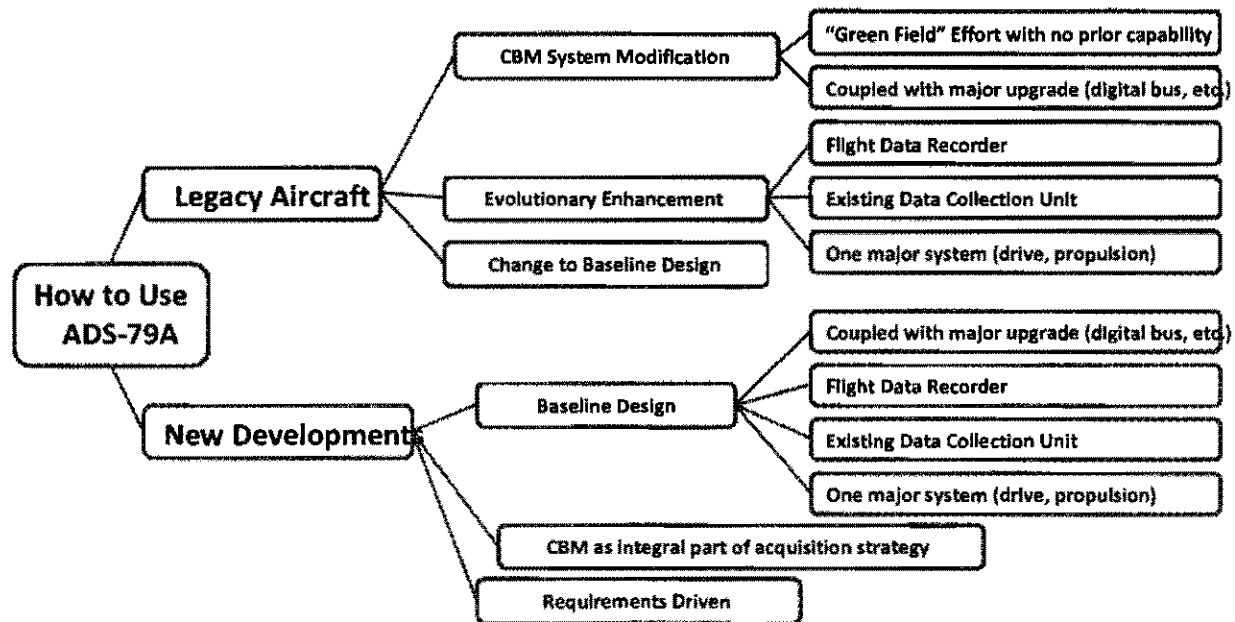 "Green Field" Effort with no prior capability
CBM System Modification
Coupled with major upgrade (digital bus, etc.)
Flight Data Recorder
Legacy Aircraft
Evolutionary Enhancement
Existing Data Collection Unit
Change to Baseline Design
One major system (drive, propulsion)
How to Use
ADS-79A
Coupled with major upgrade (digital bus, etc.)
Flight Data Recorder
Baseline Design
New Developments
Existing Data Collection Unit
One major system (drive, propulsion)
CBM as integral part of acquisition strategy
Requirements Driven